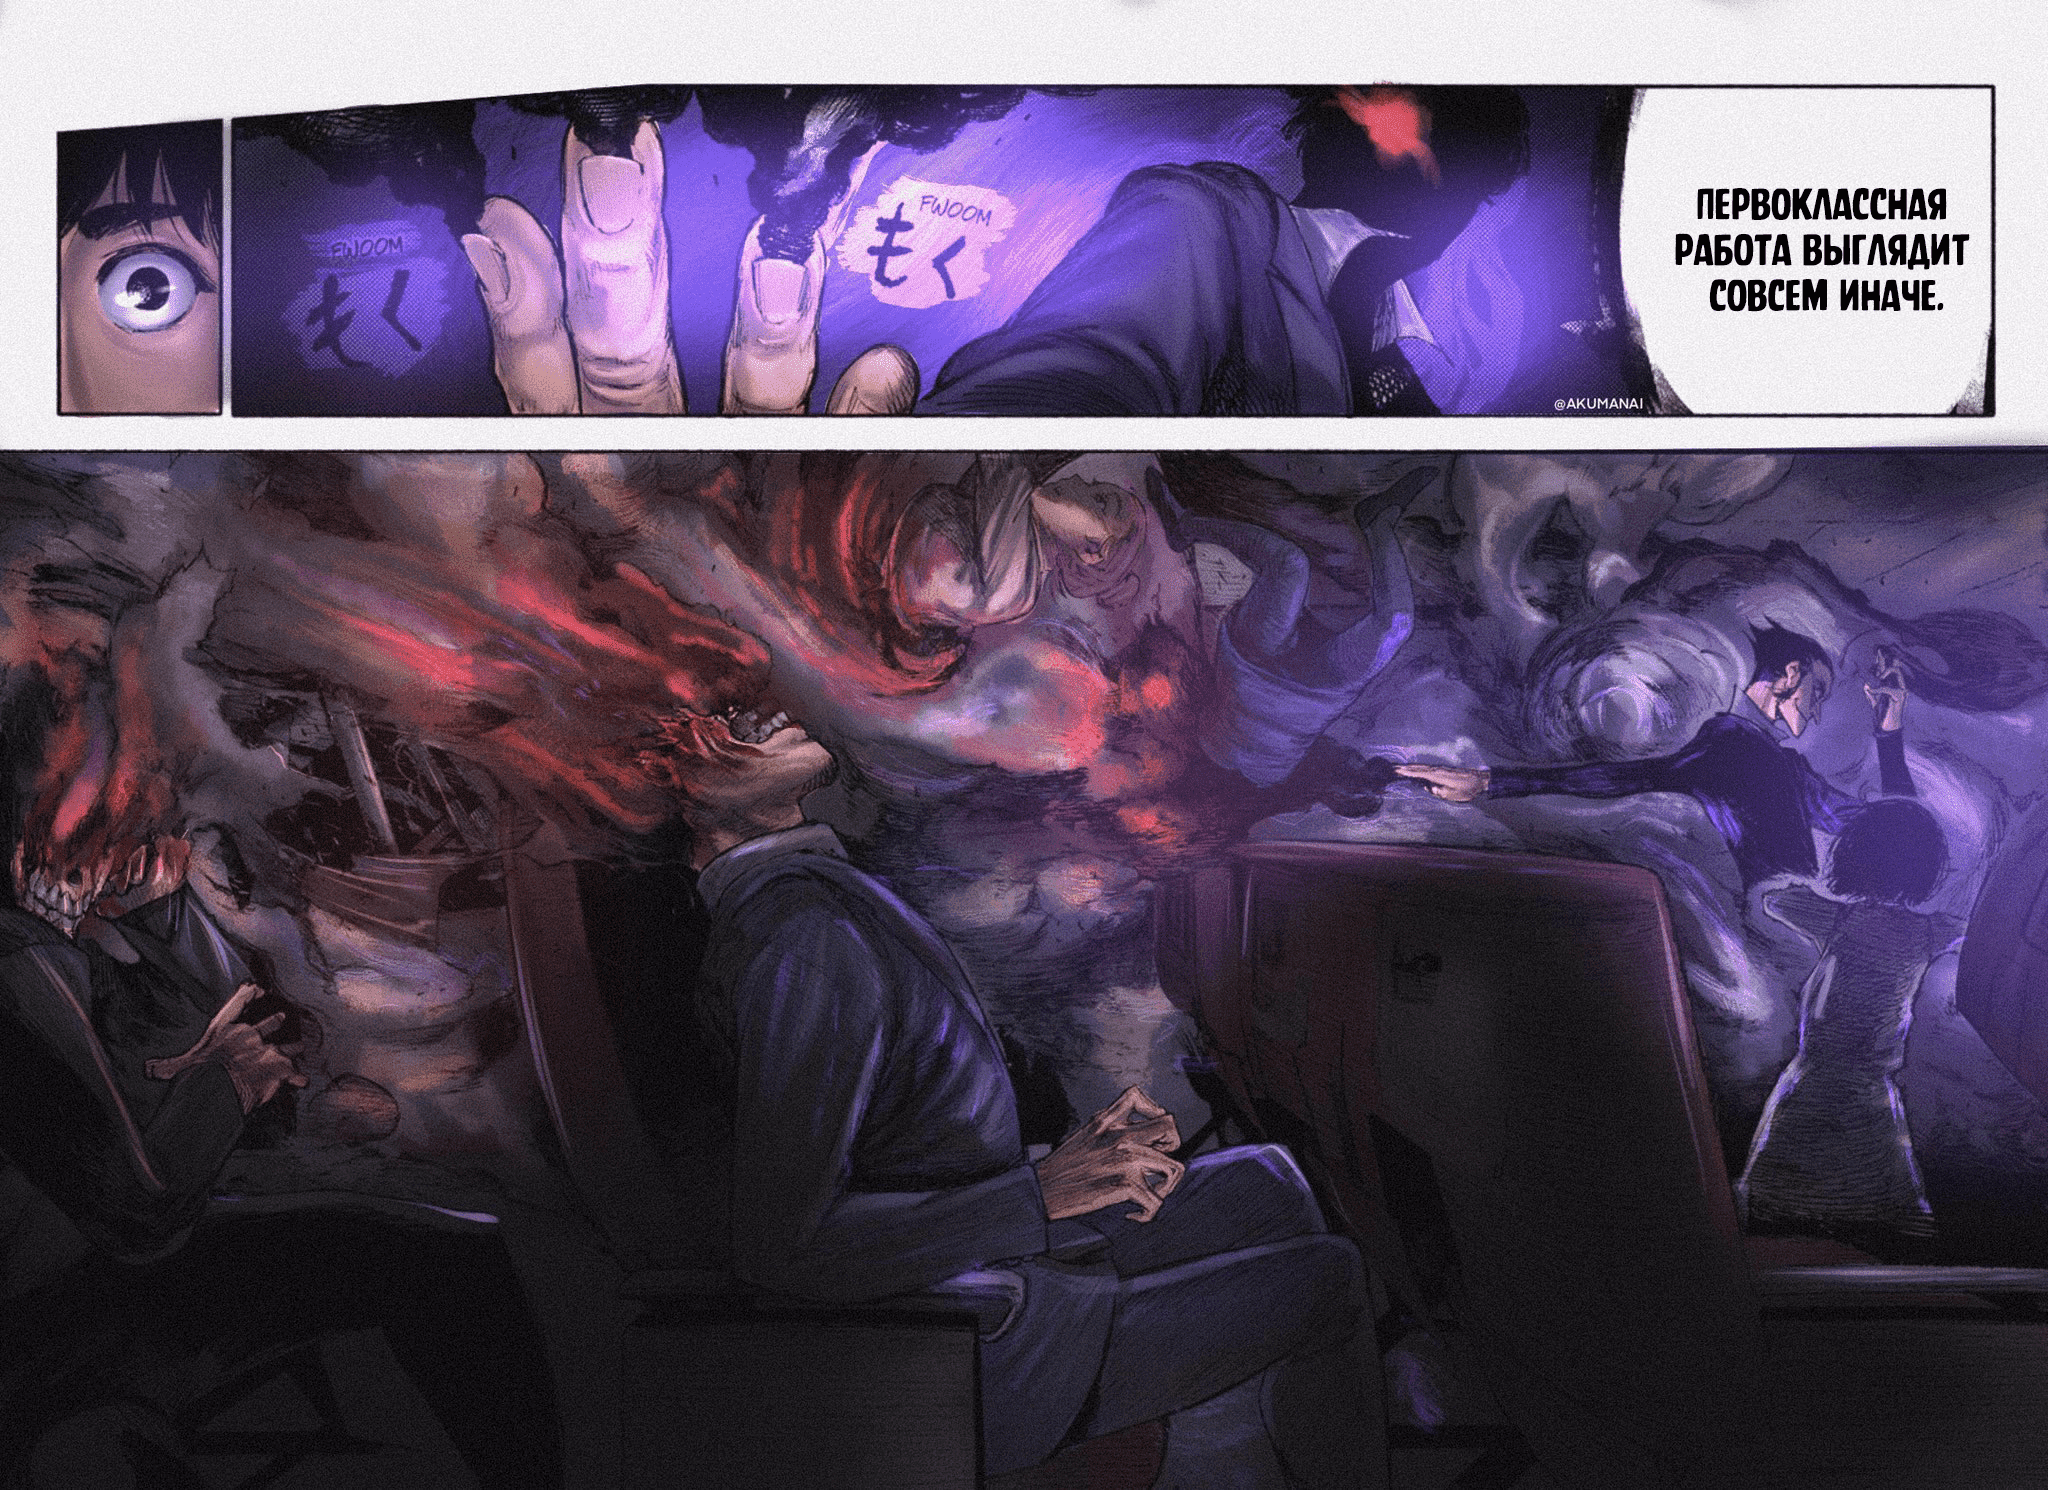 FWOOM
もく
FWOOM
もく
ПЕРВОКЛАССНАЯ
РАБОТА ВЫГЛЯДИТ
СОВСЕМ ИНАЧЕ.
@AKUMANAI